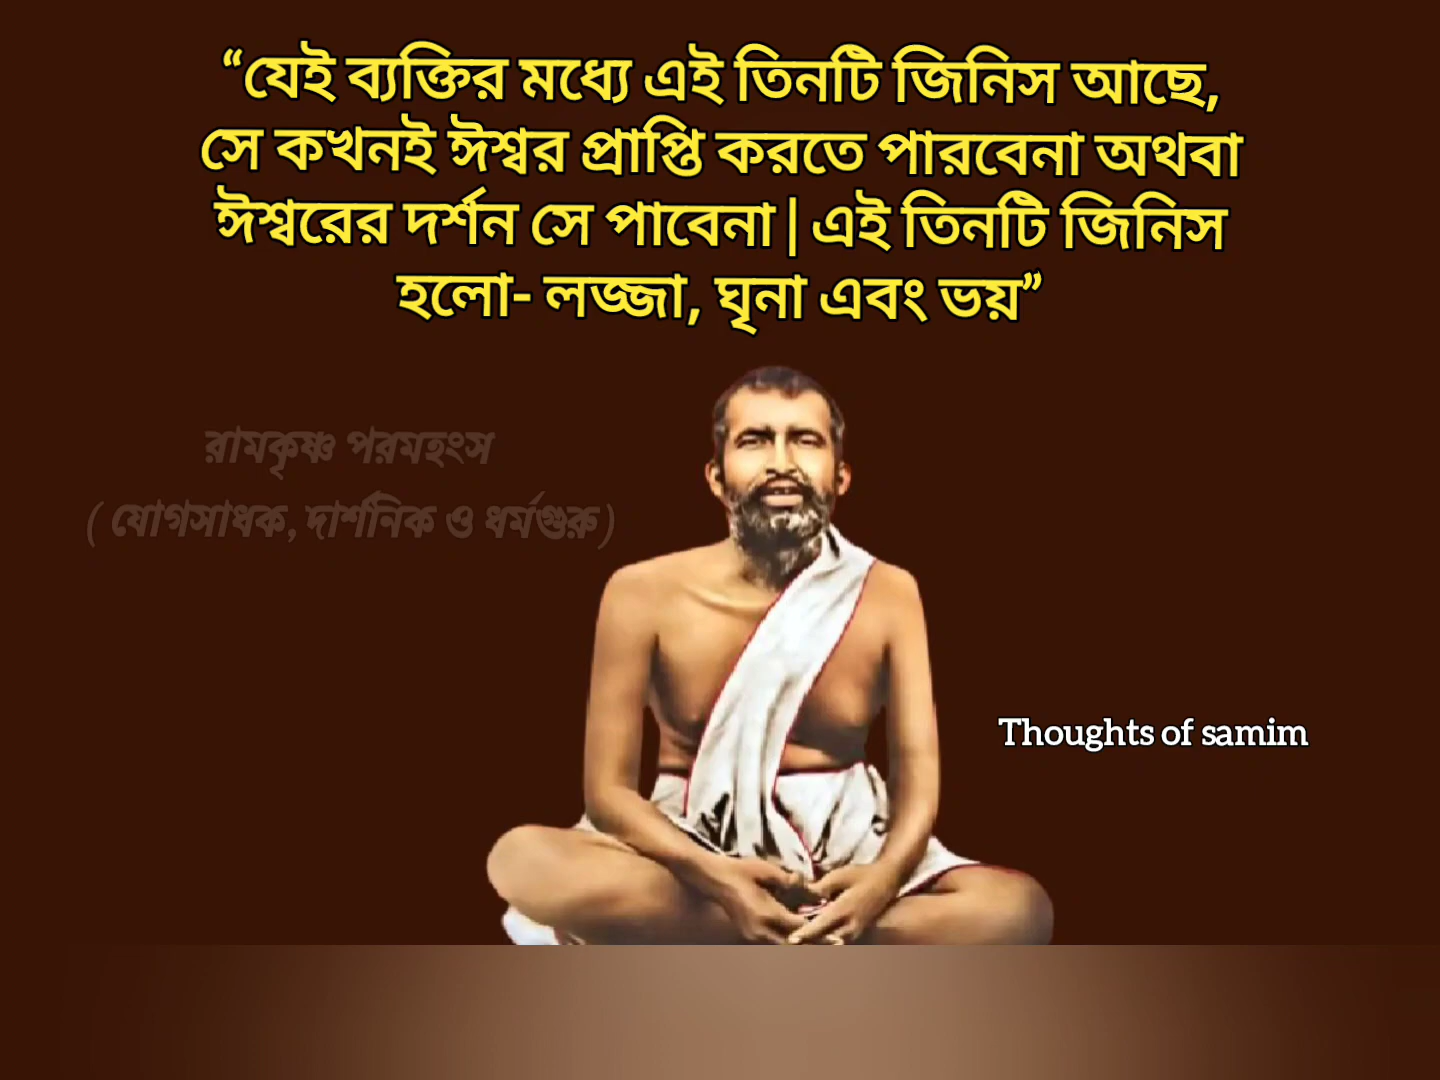 “যেই ব্যক্তির মধ্যে এই তিনটি জিনিস আছে,
সে কখনই ঈশ্বর প্রাপ্তি করতে পারবেনা অথবা
ঈশ্বরের দর্শন সে পাবেনা| এই তিনটি জিনিস
হলো- লজ্জা, ঘৃনা এবং ভয়”
রামকৃষ্ণ পরমহংস
( যোগসাধক, দার্শনিক ও ধর্মগুরু )
Thoughts of samim